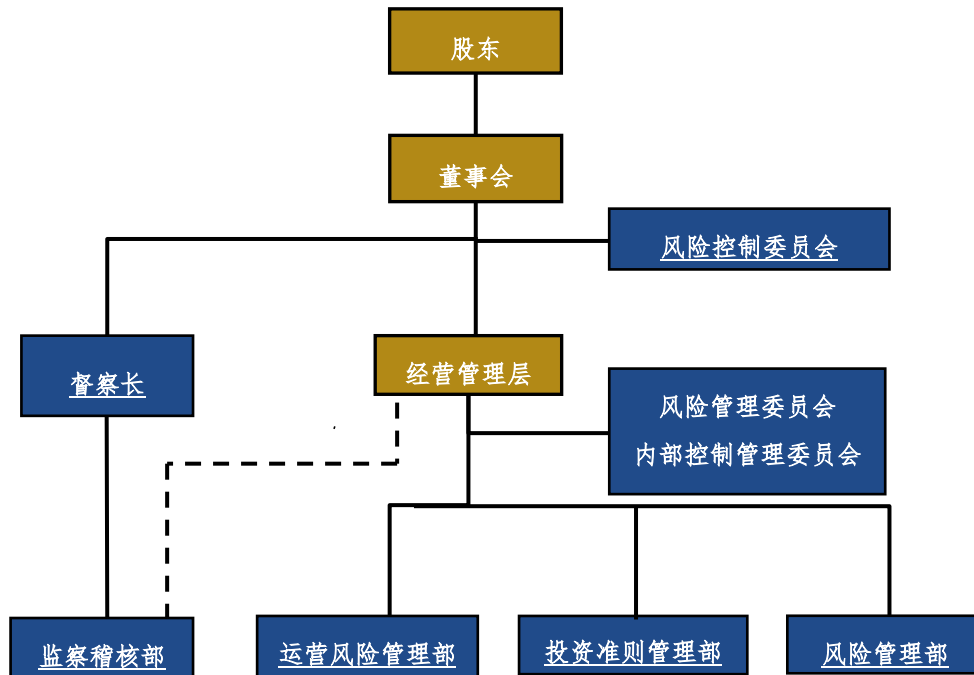 股东
董事会
风险控制委员会
督察长
经营管理层
风险管理委员会
内部控制管理委员会
监察稽核部
运营风险管理部
投资准则管理部
风险管理部